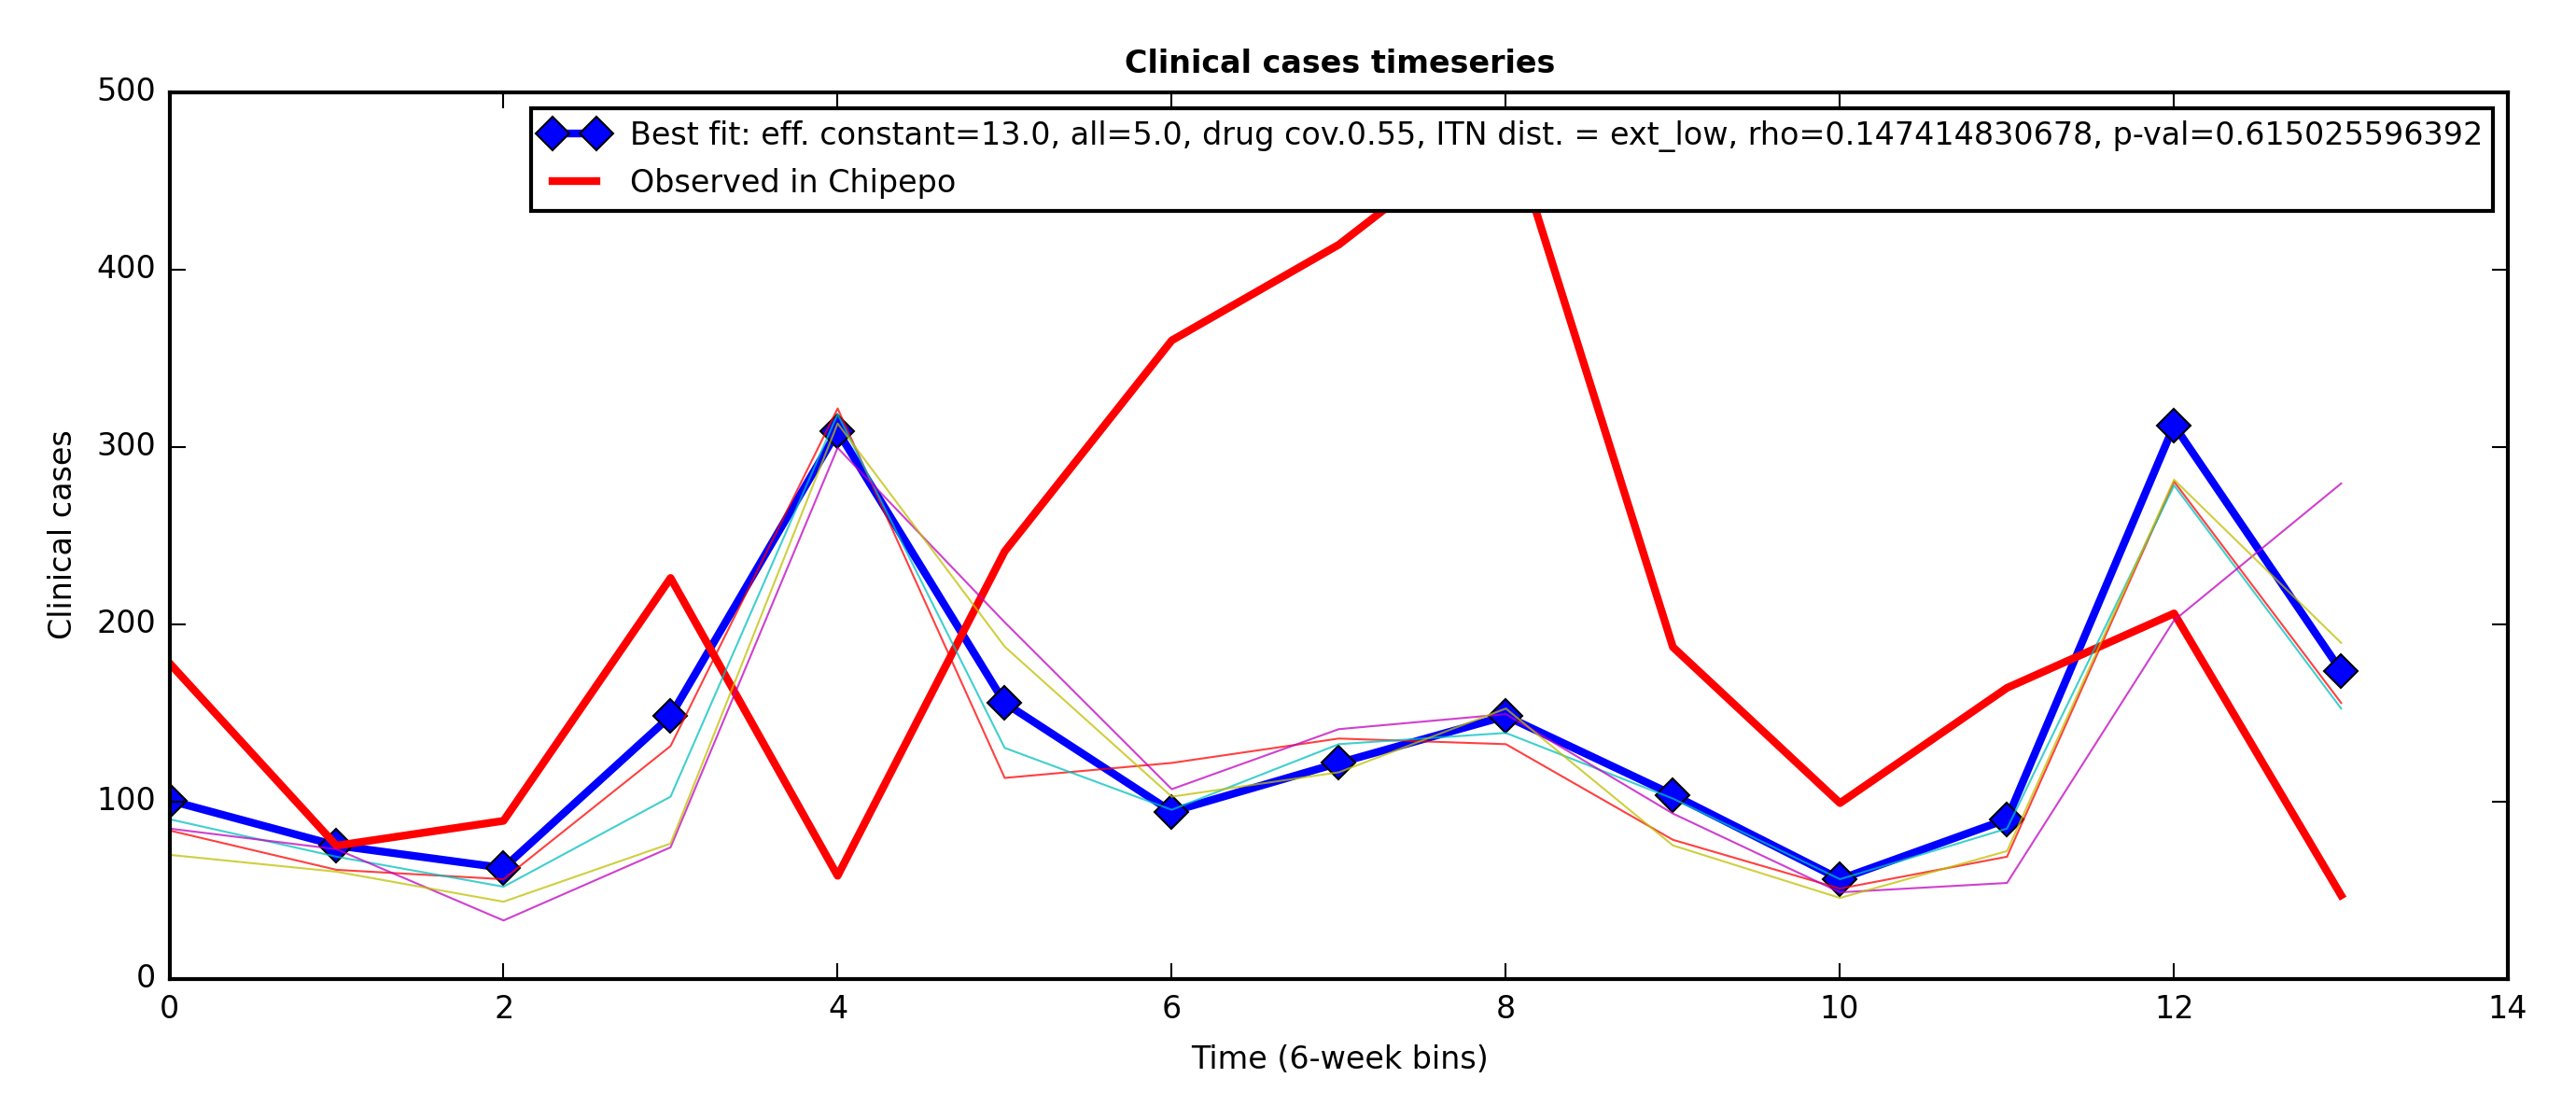 Clinical cases timeseries
Best fit: eff. constant=13.0, all=5.0, drug cov.0.55, ITN dist. = ext_low, rho=0.147414830678, p-val=0.615025596392
Observed in Chipepo
500
400
300
200
100
0
Clinical cases
0 2 4 6 8 10 12 14
Time (6-week bins)